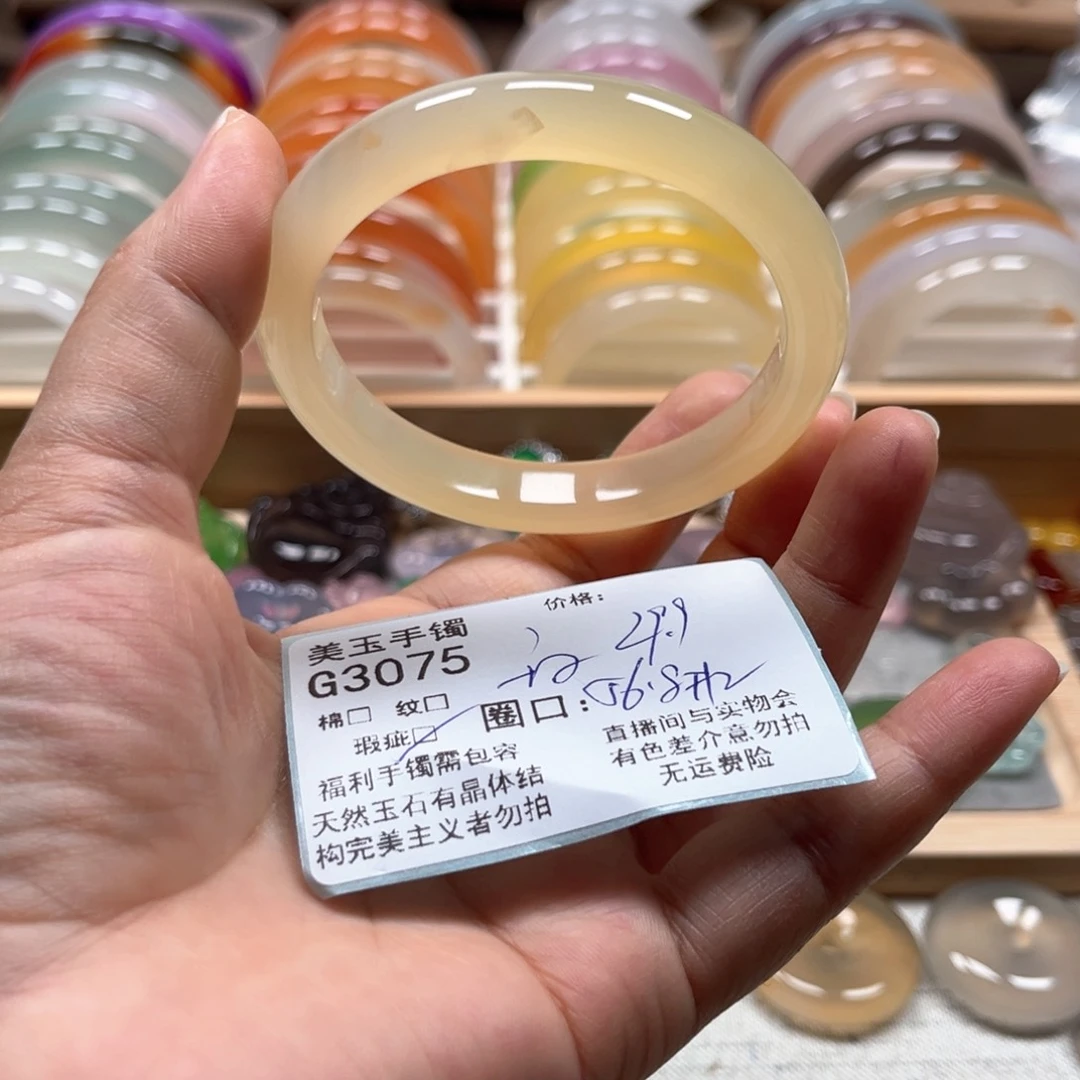 价格:
美玉手镯
G3075
棉□ 纹□
瑕疵□
圈口:56.8
福利手镯需包容
天然玉石有晶体结
构完美主义者勿拍
直播间与实物会
有色差介意勿拍
无运费险